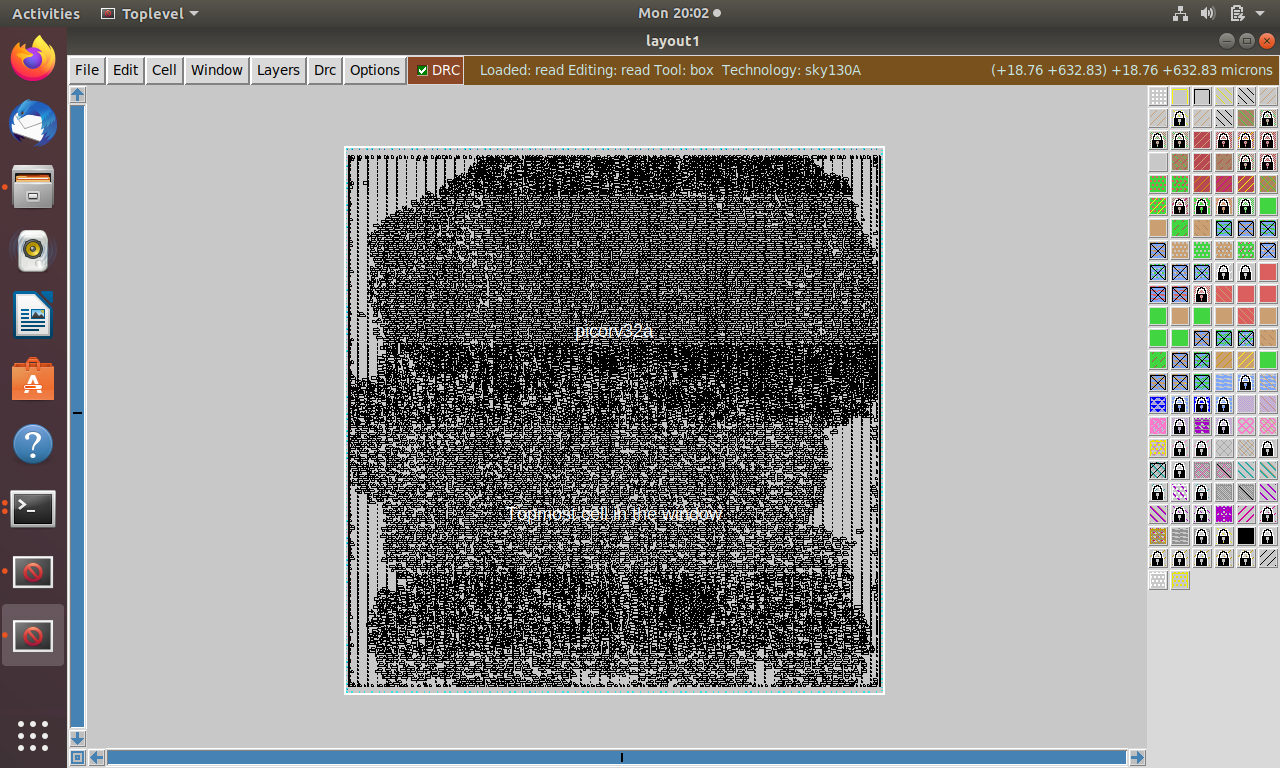 Activities Toplevel Mon 20:02
layout1
File Edit Cell Window Layers Drc Options DRC Loaded: read Editing: read Tool: box Technology: sky130A (+18.76 +632.83) +18.76 +632.83 microns
picorv32a
Topmost cell in the window